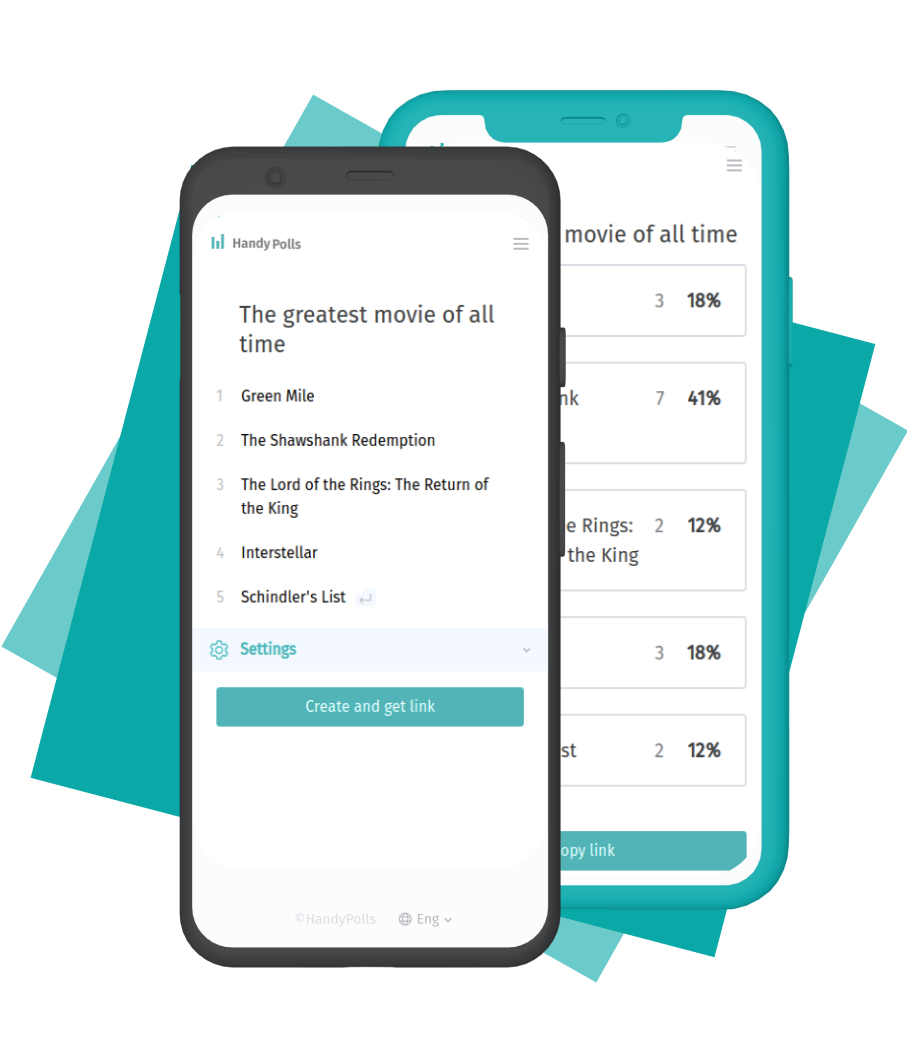 Handy Polls
The greatest movie of all
time
1 Green Mile
2 The Shawshank Redemption
3 The Lord of the Rings: The Return of
the King
4 Interstellar
5 Schindler's List
Settings
Create and get link
©HandyPolls Eng
movie of all time
3 18%
nk 7 41%
e Rings: 2 12%
the King
3 18%
st 2 12%
opy link